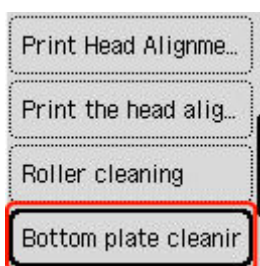 Print Head Alignme...
Print the head alig...
Roller cleaning
Bottom plate cleanir